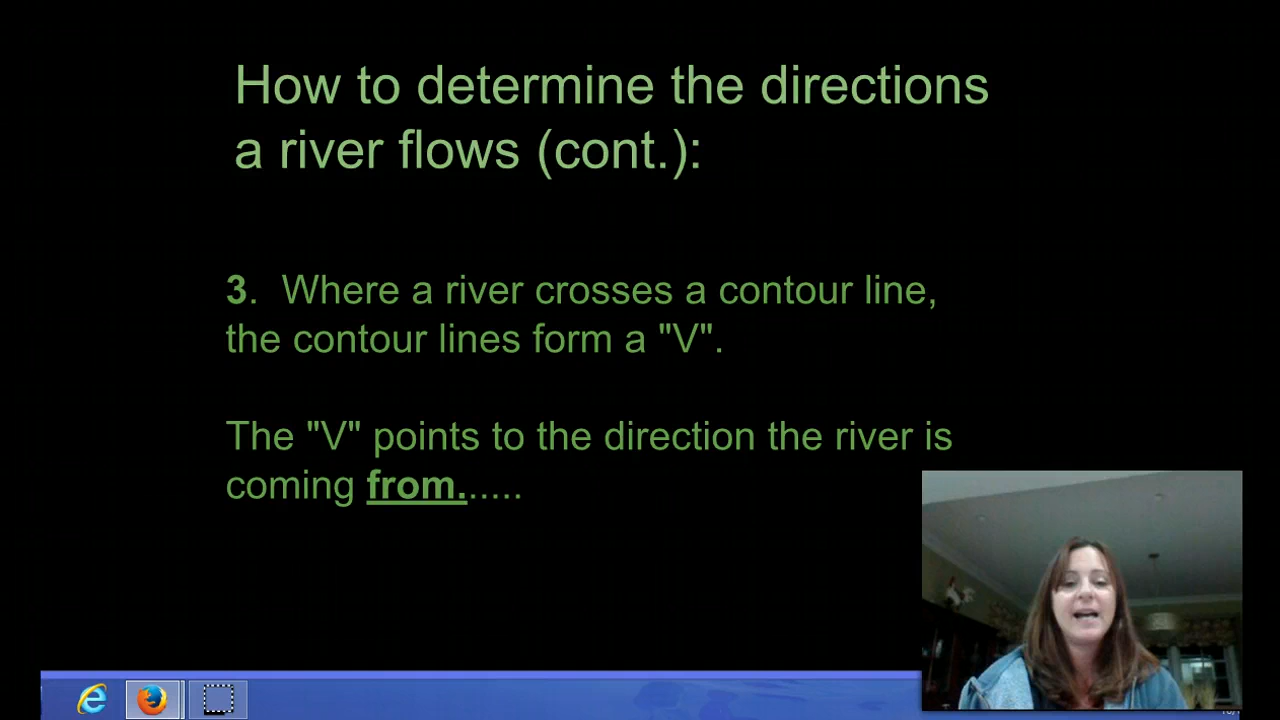 How to determine the directions
a river flows (cont.):
3. Where a river crosses a contour line,
the contour lines form a "V".
The "V" points to the direction the river is
coming from......